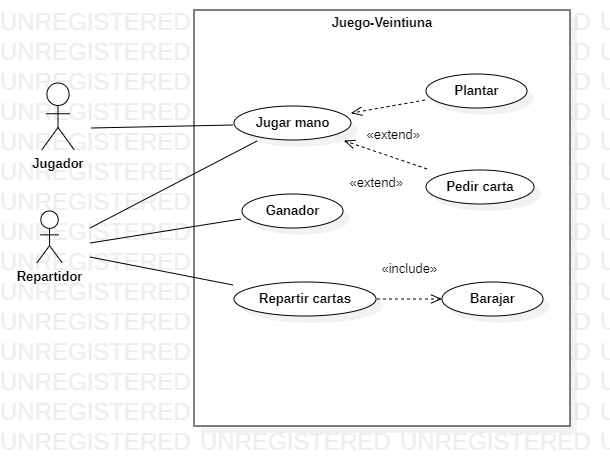 Juego-Veintiuna
Plantar
Jugar mano
«extend»
Jugador
«extend»
Pedir carta
Ganador
Repartidor
«include»
Repartir cartas
Barajar
UNREGISTERED UNREGISTERED UNREGISTERED